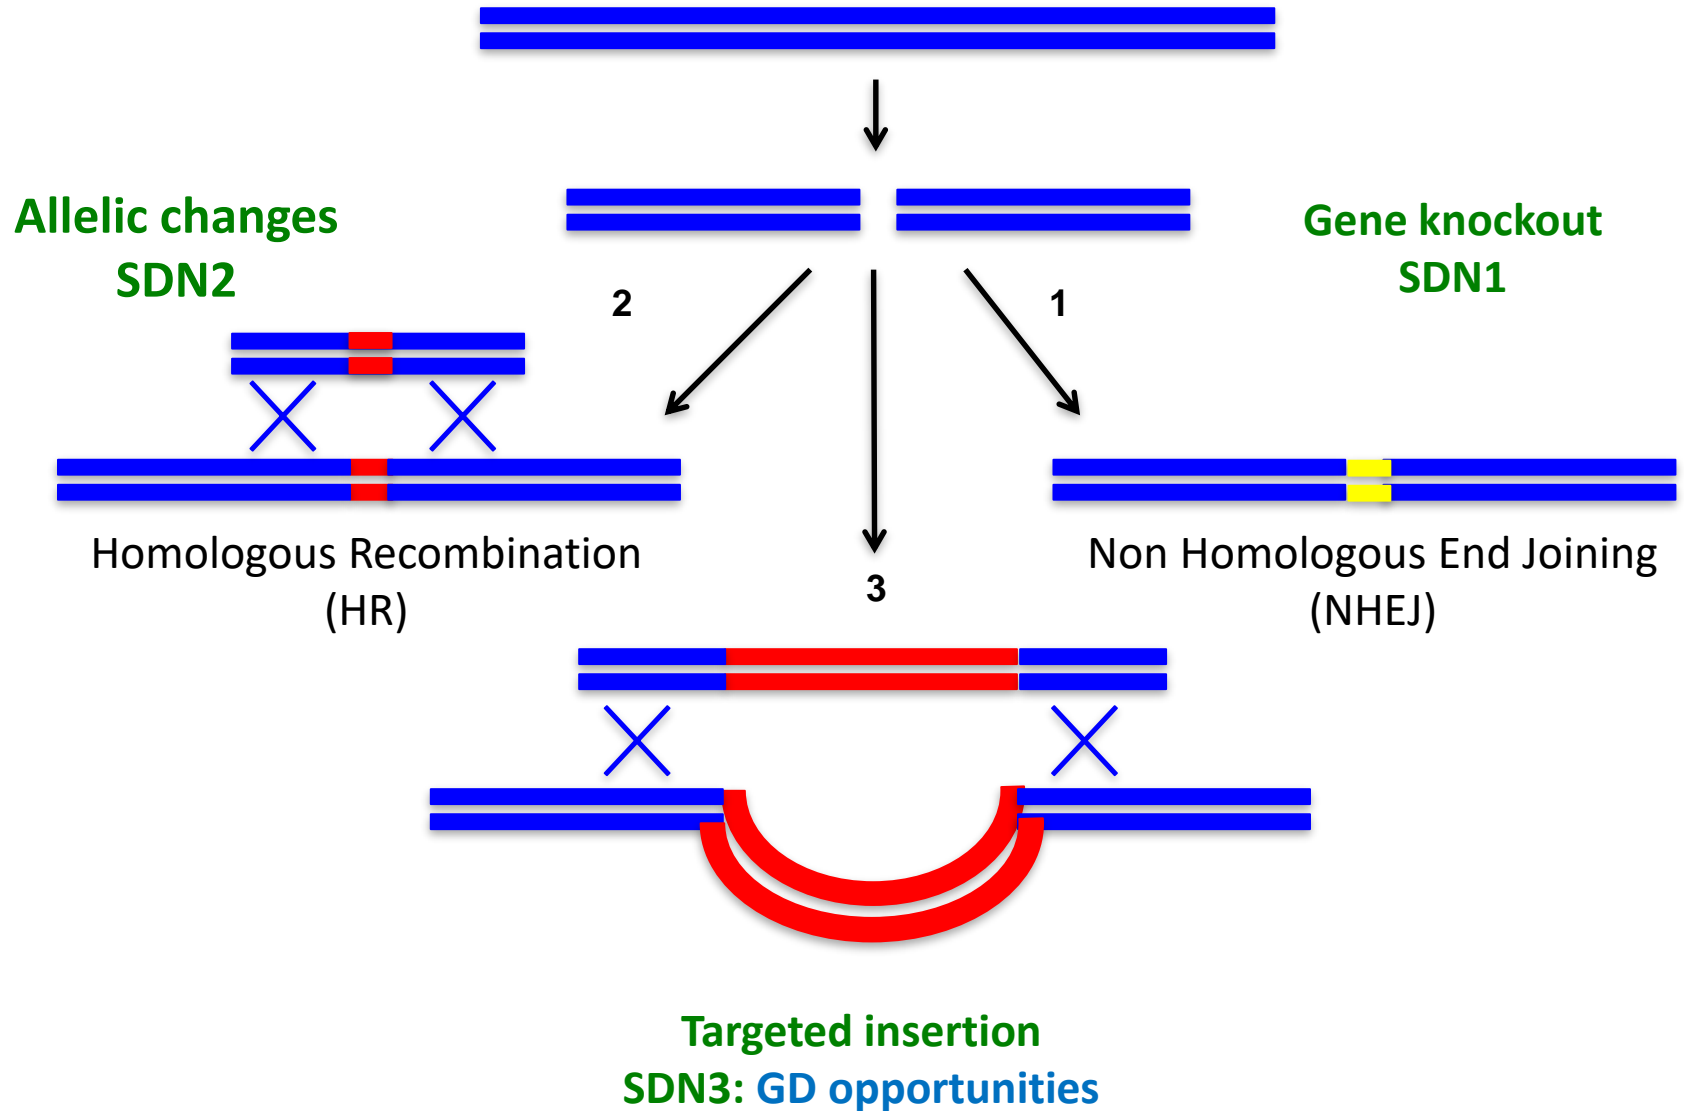 Allelic changes
SDN2
Gene knockout
SDN1
2
1
Homologous Recombination
(HR)
Non Homologous End Joining
(NHEJ)
3
Targeted insertion
SDN3: GD opportunities